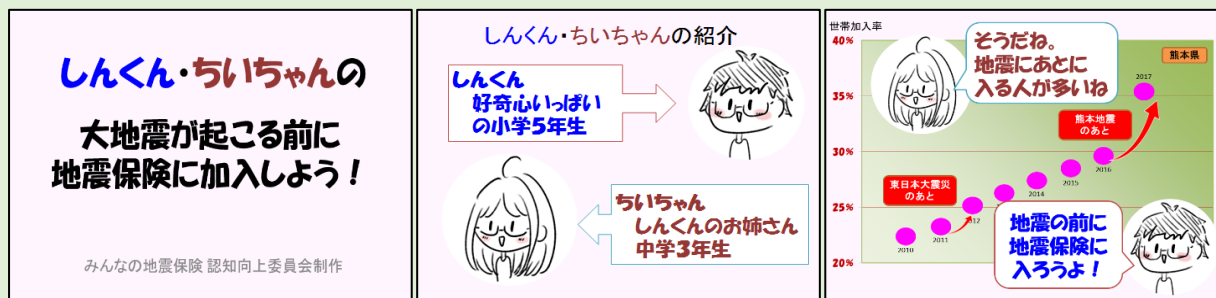 しんくん・ちいちゃんの
大地震が起こる前に
地震保険に加入しよう！
みんなの地震保険 認知向上委員会制作
しんくん・ちいちゃんの紹介
しんくん
好奇心いっぱい
の小学5年生
ちいちゃん
しんくんのお姉さん
中学3年生
世帯加入率
40%
35%
30%
25%
20%
そうだね。
地震にあとに
入る人が多いね
熊本県
2017
熊本地震
のあと
2016
2015
2014
東日本大震災
のあと
2011
2010
地震の前に
地震保険に
入ろうよ！